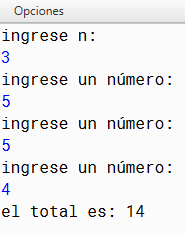 Opciones
ingrese n:
3
ingrese un número:
5
ingrese un número:
5
ingrese un número:
4
el total es: 14